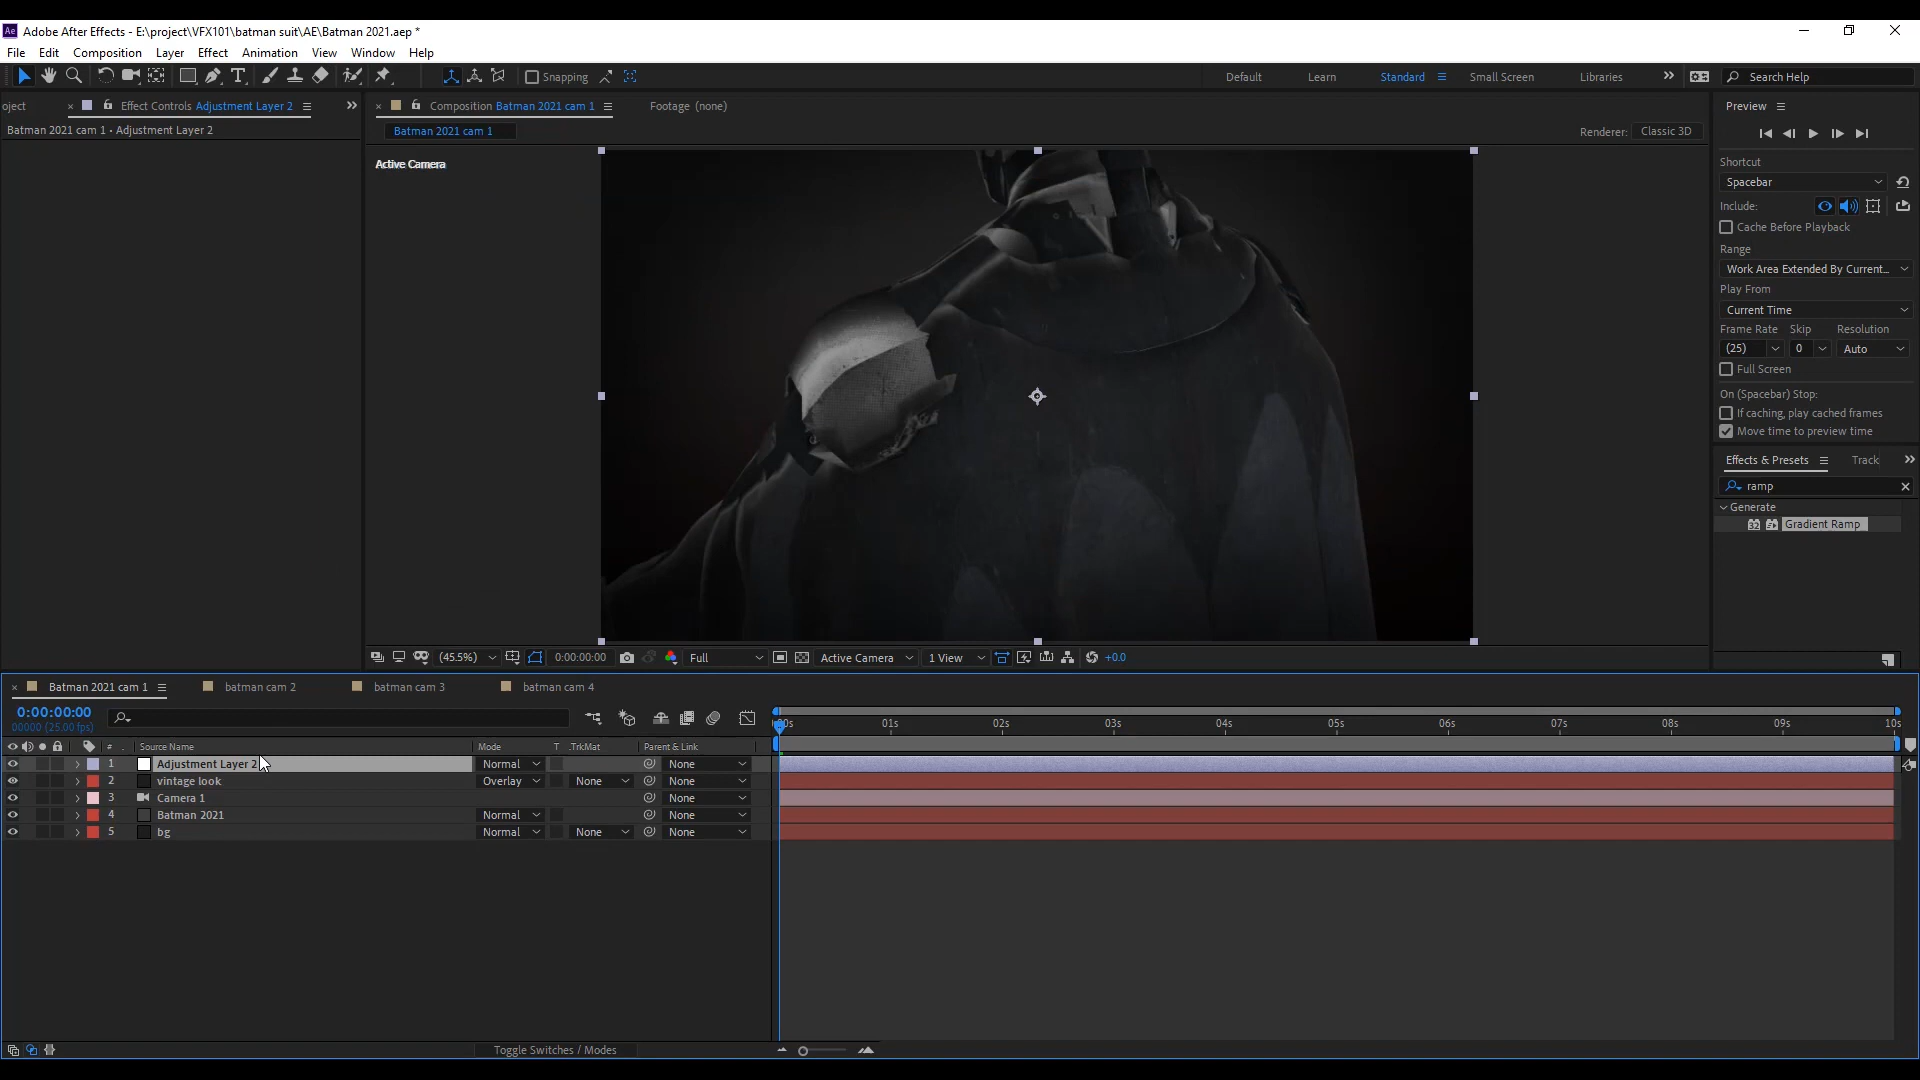 Ae Adobe After Effects - E:\project\VFX101\batman suit\AE\Batman 2021.aep *
File Edit Composition Layer Effect Animation View Window Help
Snapping
Default Learn Standard Small Screen Libraries
Search Help
oject
Effect Controls Adjustment Layer 2
Composition Batman 2021 cam 1
Footage (none)
Preview
Batman 2021 cam 1 • Adjustment Layer 2
Batman 2021 cam 1
Renderer: Classic 3D
Active Camera
Shortcut
Spacebar
Include:
Cache Before Playback
Range
Work Area Extended By Current...
Play From
Current Time
Frame Rate Skip Resolution
(25) 0 Auto
Full Screen
On (Spacebar) Stop:
If caching, play cached frames
Move time to preview time
Effects & Presets Track
ramp
Generate
32 Gradient Ramp
(45.5%) 0:00:00:00 Full Active Camera 1 View +0.0
Batman 2021 cam 1 batman cam 2 batman cam 3 batman cam 4
0:00:00:00
00000 (25.00 fps)
:00s 01s 02s 03s 04s 05s 06s 07s 08s 09s 10s
# . Source Name Mode T .TrkMat Parent & Link
1 Adjustment Layer 2 Normal None
2 vintage look Overlay None None
3 Camera 1 None
4 Batman 2021 Normal None
5 bg Normal None None
Toggle Switches / Modes